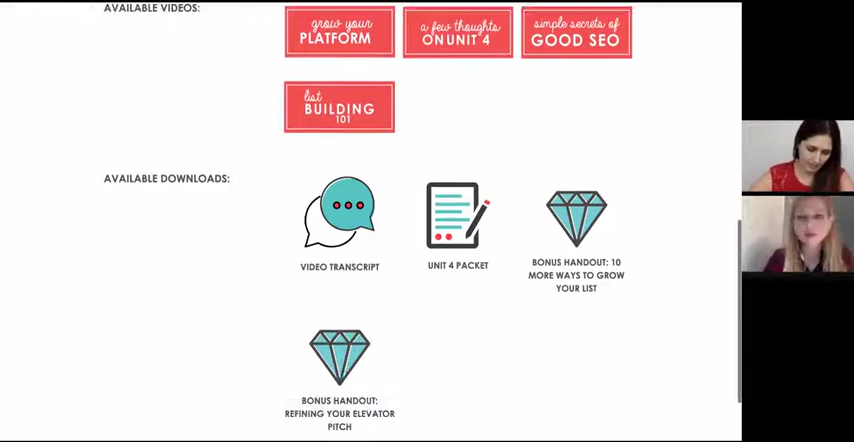 AVAILABLE VIDEOS:
grow your
PLATFORM
a few thoughts
ON UNIT 4
simple secrets of
GOOD SEO
list
BUILDING
101
AVAILABLE DOWNLOADS:
VIDEO TRANSCRIPT
UNIT 4 PACKET
BONUS HANDOUT: 10
MORE WAYS TO GROW
YOUR LIST
BONUS HANDOUT:
REFINING YOUR ELEVATOR
PITCH